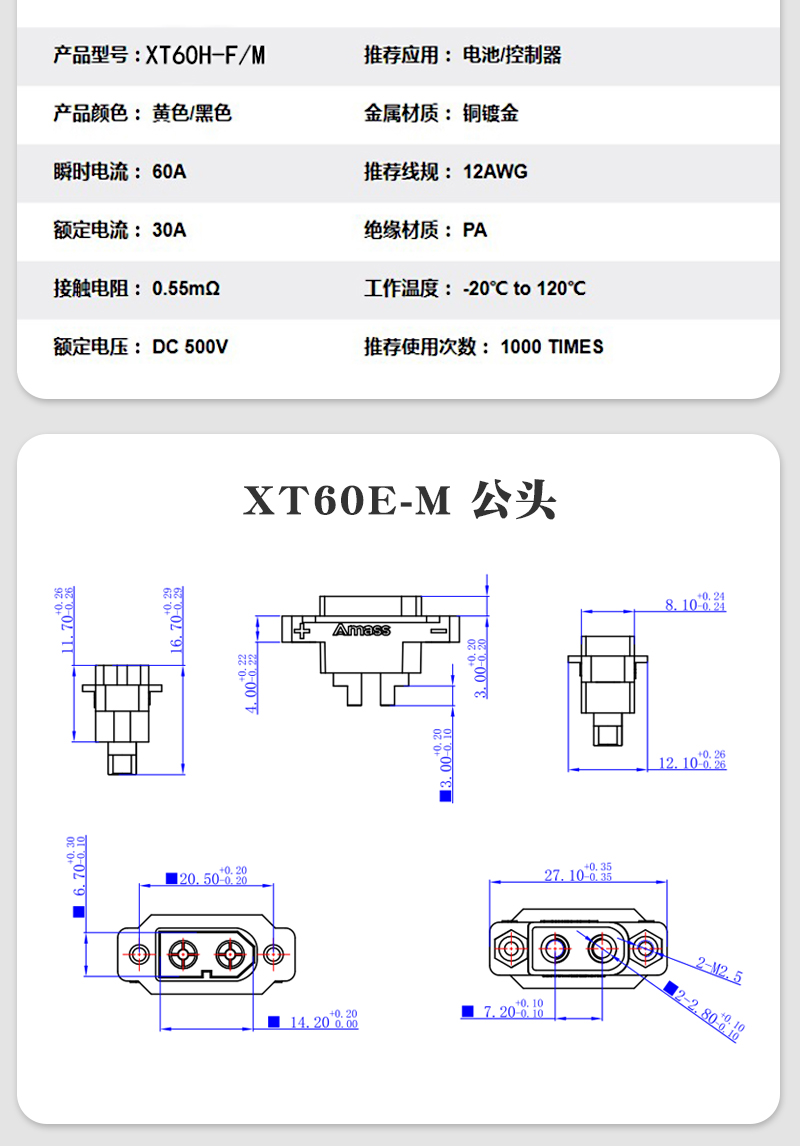 产品型号：XT60H-F/M
推荐应用： 电池/控制器
产品颜色： 黄色/黑色
金属材质： 铜镀金
瞬时电流： 60A
推荐线规： 12AWG
额定电流： 30A
绝缘材质： PA
接触电阻： 0.55mΩ
工作温度： -20℃ to 120℃
额定电压： DC 500V
推荐使用次数： 1000 TIMES
XT60E-M 公头
11.70+0.26-0.26
16.70+0.29-0.29
+ Amass -
4.00+0.22-0.22
3.00+0.20-0.20
■3.00+0.20-0.10
8.10+0.24-0.24
12.10+0.26-0.26
■ 6.70+0.30-0.10
■20.50+0.20-0.20
■ 14.20+0.20 0.00
27.10+0.35-0.35
2-M2.5
■2-2.80+0.10-0.10
■ 7.20+0.10-0.10